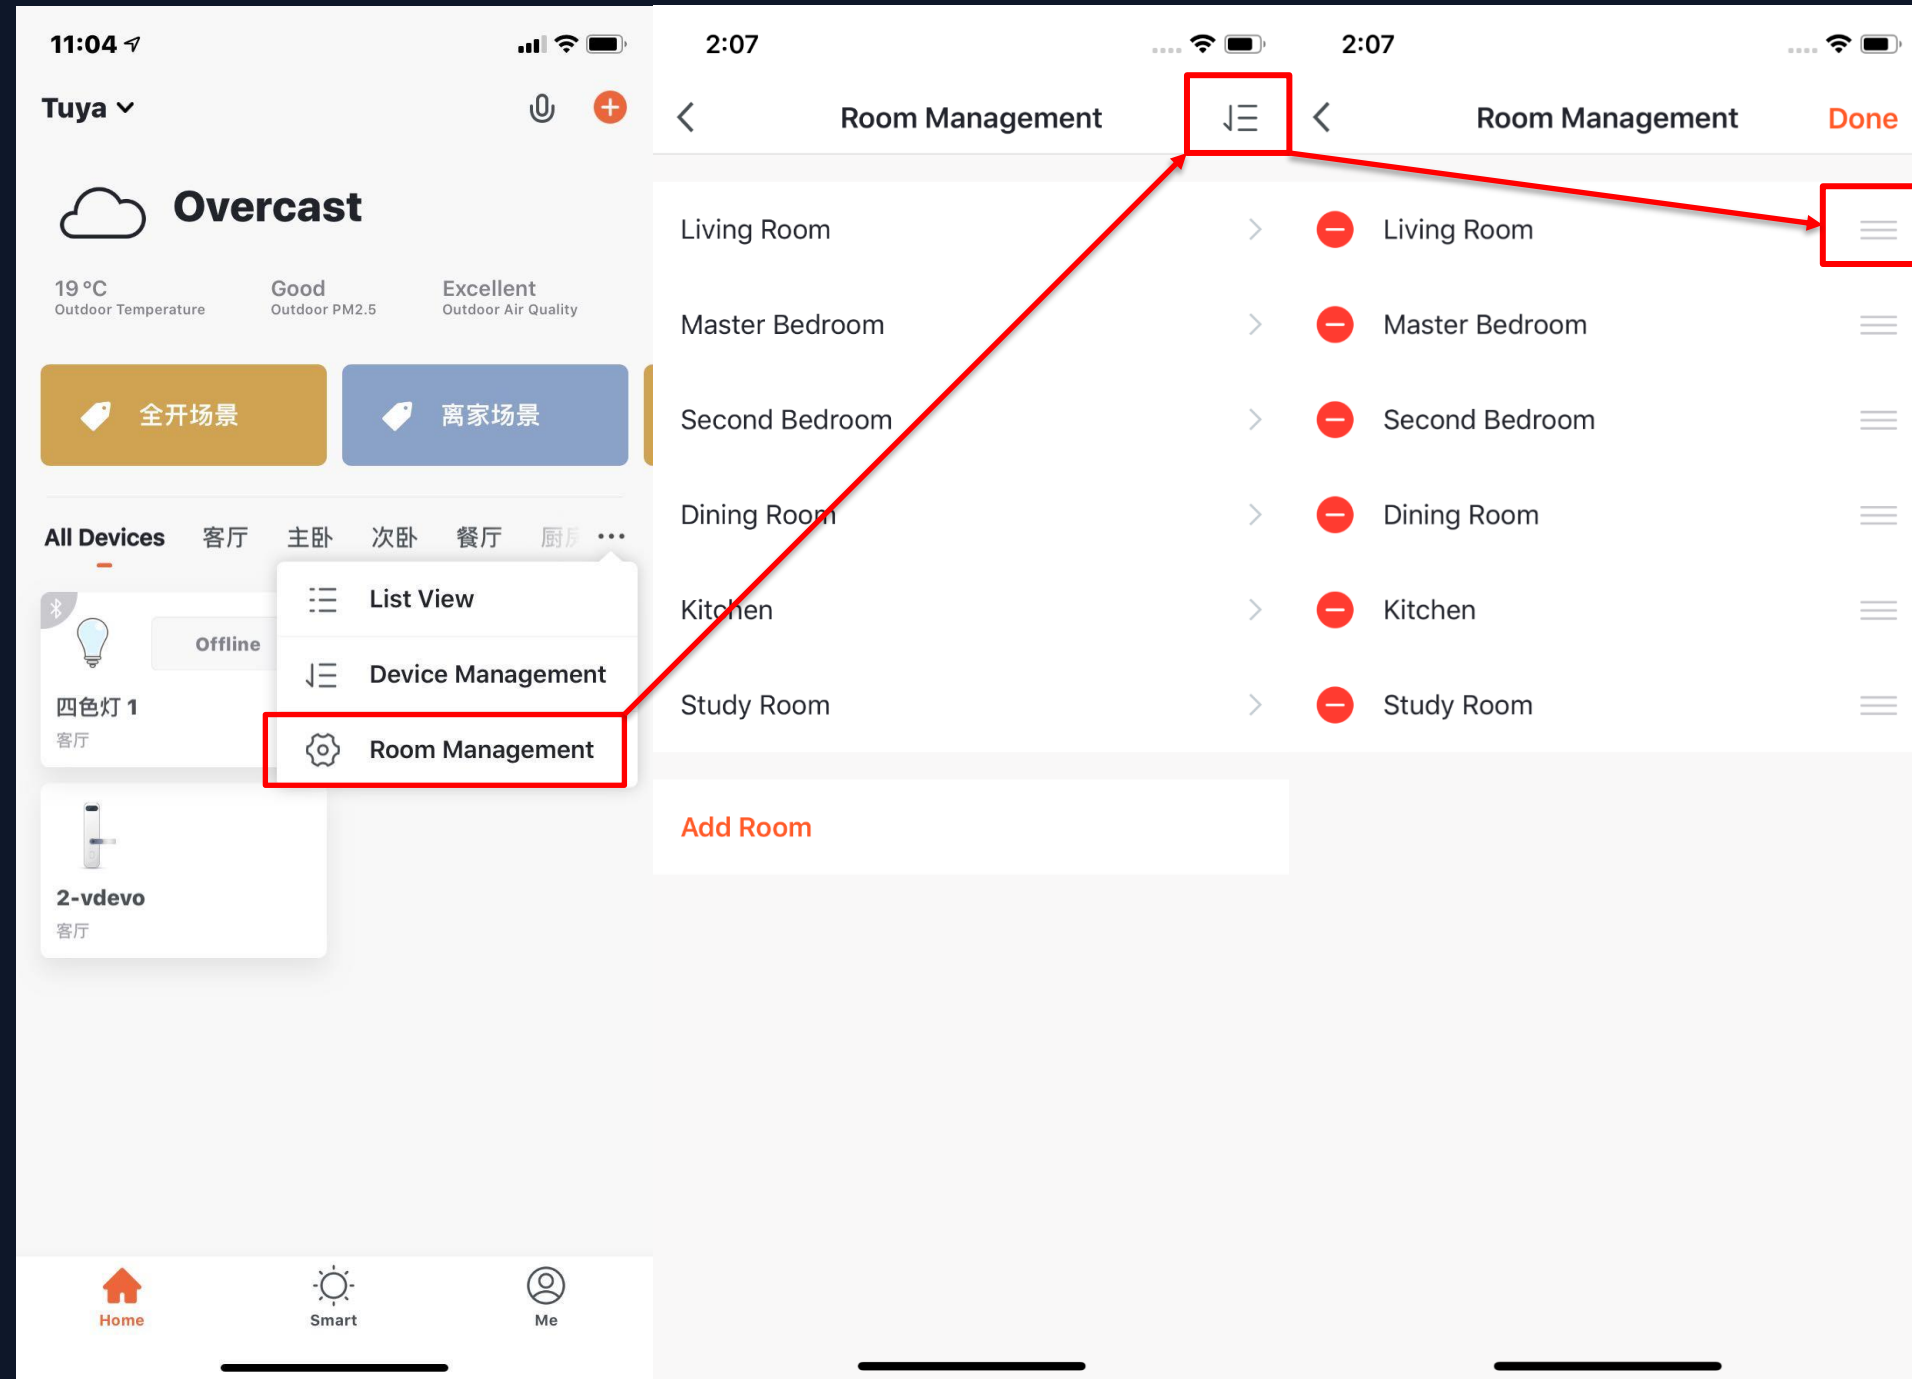 11:04
Tuya
Overcast
19 °C
Outdoor Temperature
Good
Outdoor PM2.5
Excellent
Outdoor Air Quality
全开场景
离家场景
All Devices 客厅 主卧 次卧 餐厅 厨房
List View
Device Management
Room Management
Offline
四色灯 1
客厅
2-vdevo
客厅
Home
Smart
Me
2:07
Room Management
Living Room
Master Bedroom
Second Bedroom
Dining Room
Kitchen
Study Room
Add Room
2:07
Room Management
Done
Living Room
Master Bedroom
Second Bedroom
Dining Room
Kitchen
Study Room